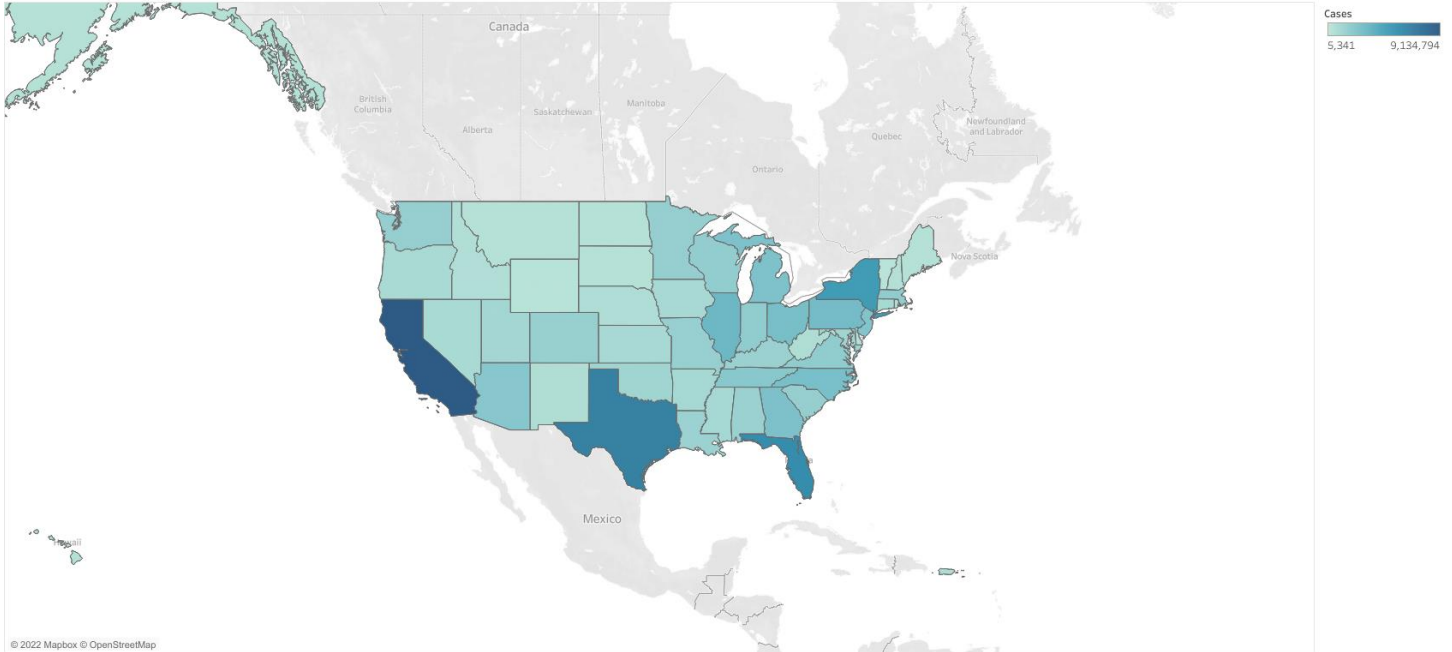 Cases
5,341 9,134,794
Canada
British
Columbia
Alberta
Saskatchewan
Manitoba
Ontario
Quebec
Newfoundland
and Labrador
Nova Scotia
Mexico
© 2022 Mapbox © OpenStreetMap